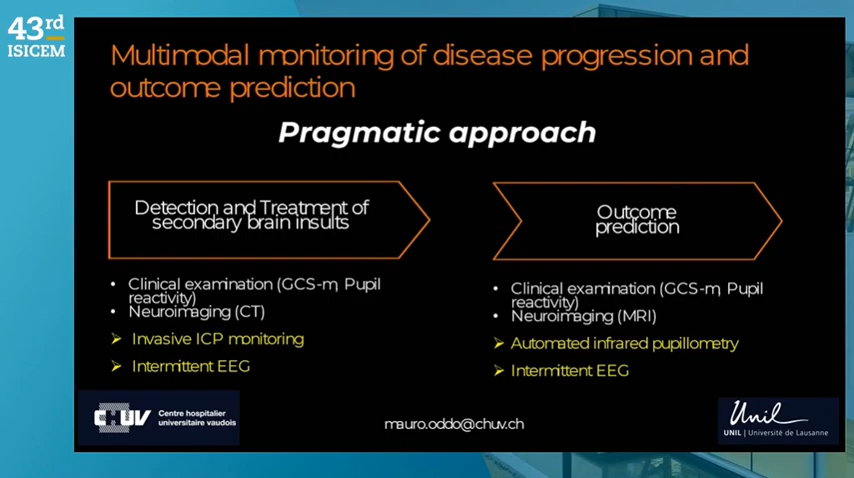 43rd
ISICEM
Multimodal monitoring of disease progression and
outcome prediction
Pragmatic approach
Detection and Treatment of
secondary brain insults
• Clinical examination (GCS-m, Pupil
reactivity)
• Neuroimaging (CT)
➢ Invasive ICP monitoring
➢ Intermittent EEG
Outcome
prediction
• Clinical examination (GCS-m, Pupil
reactivity)
• Neuroimaging (MRI)
➢ Automated infrared pupillometry
➢ Intermittent EEG
CHUV
Centre hospitalier
universitaire vaudois
mauro.oddo@chuv.ch
Unil
UNIL | Université de Lausanne